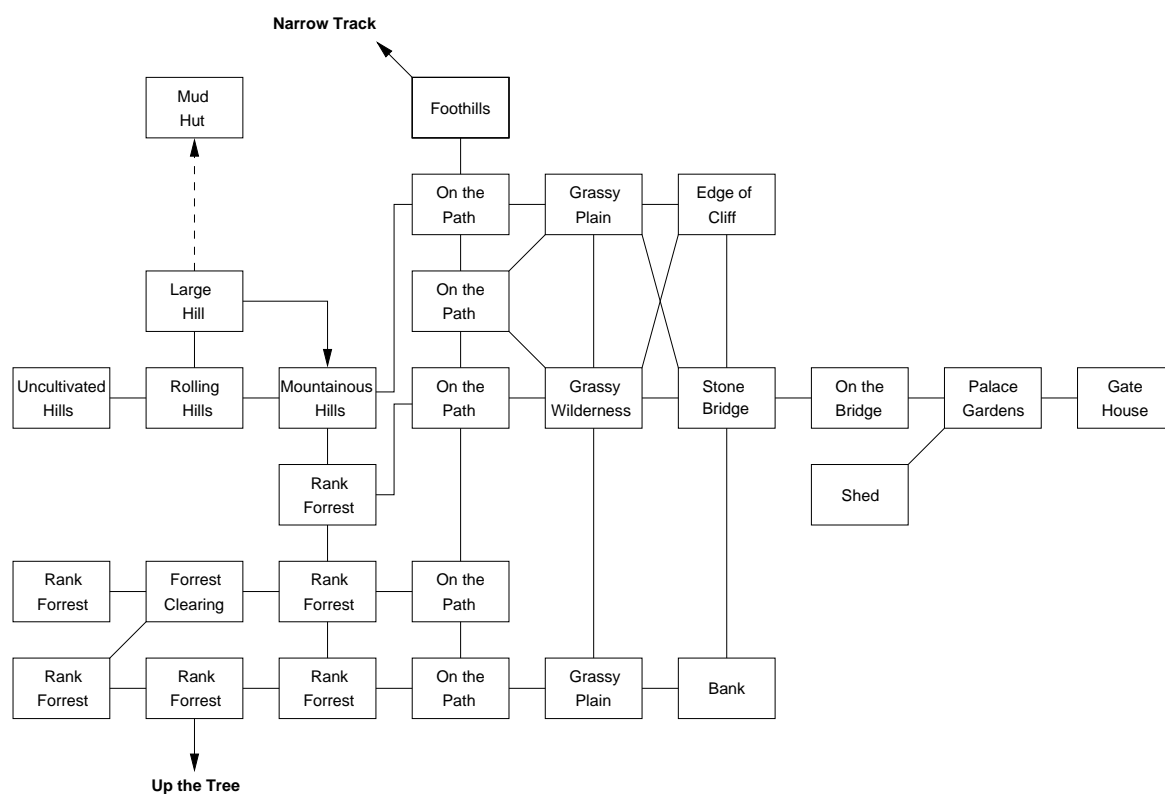 Narrow Track
Mud
Hut
Foothills
On the
Path
Grassy
Plain
Edge of
Cliff
Large
Hill
On the
Path
Uncultivated
Hills
Rolling
Hills
Mountainous
Hills
On the
Path
Grassy
Wilderness
Stone
Bridge
On the
Bridge
Palace
Gardens
Gate
House
Rank
Forrest
Shed
Rank
Forrest
Forrest
Clearing
Rank
Forrest
On the
Path
Rank
Forrest
Rank
Forrest
Rank
Forrest
On the
Path
Grassy
Plain
Bank
Up the Tree